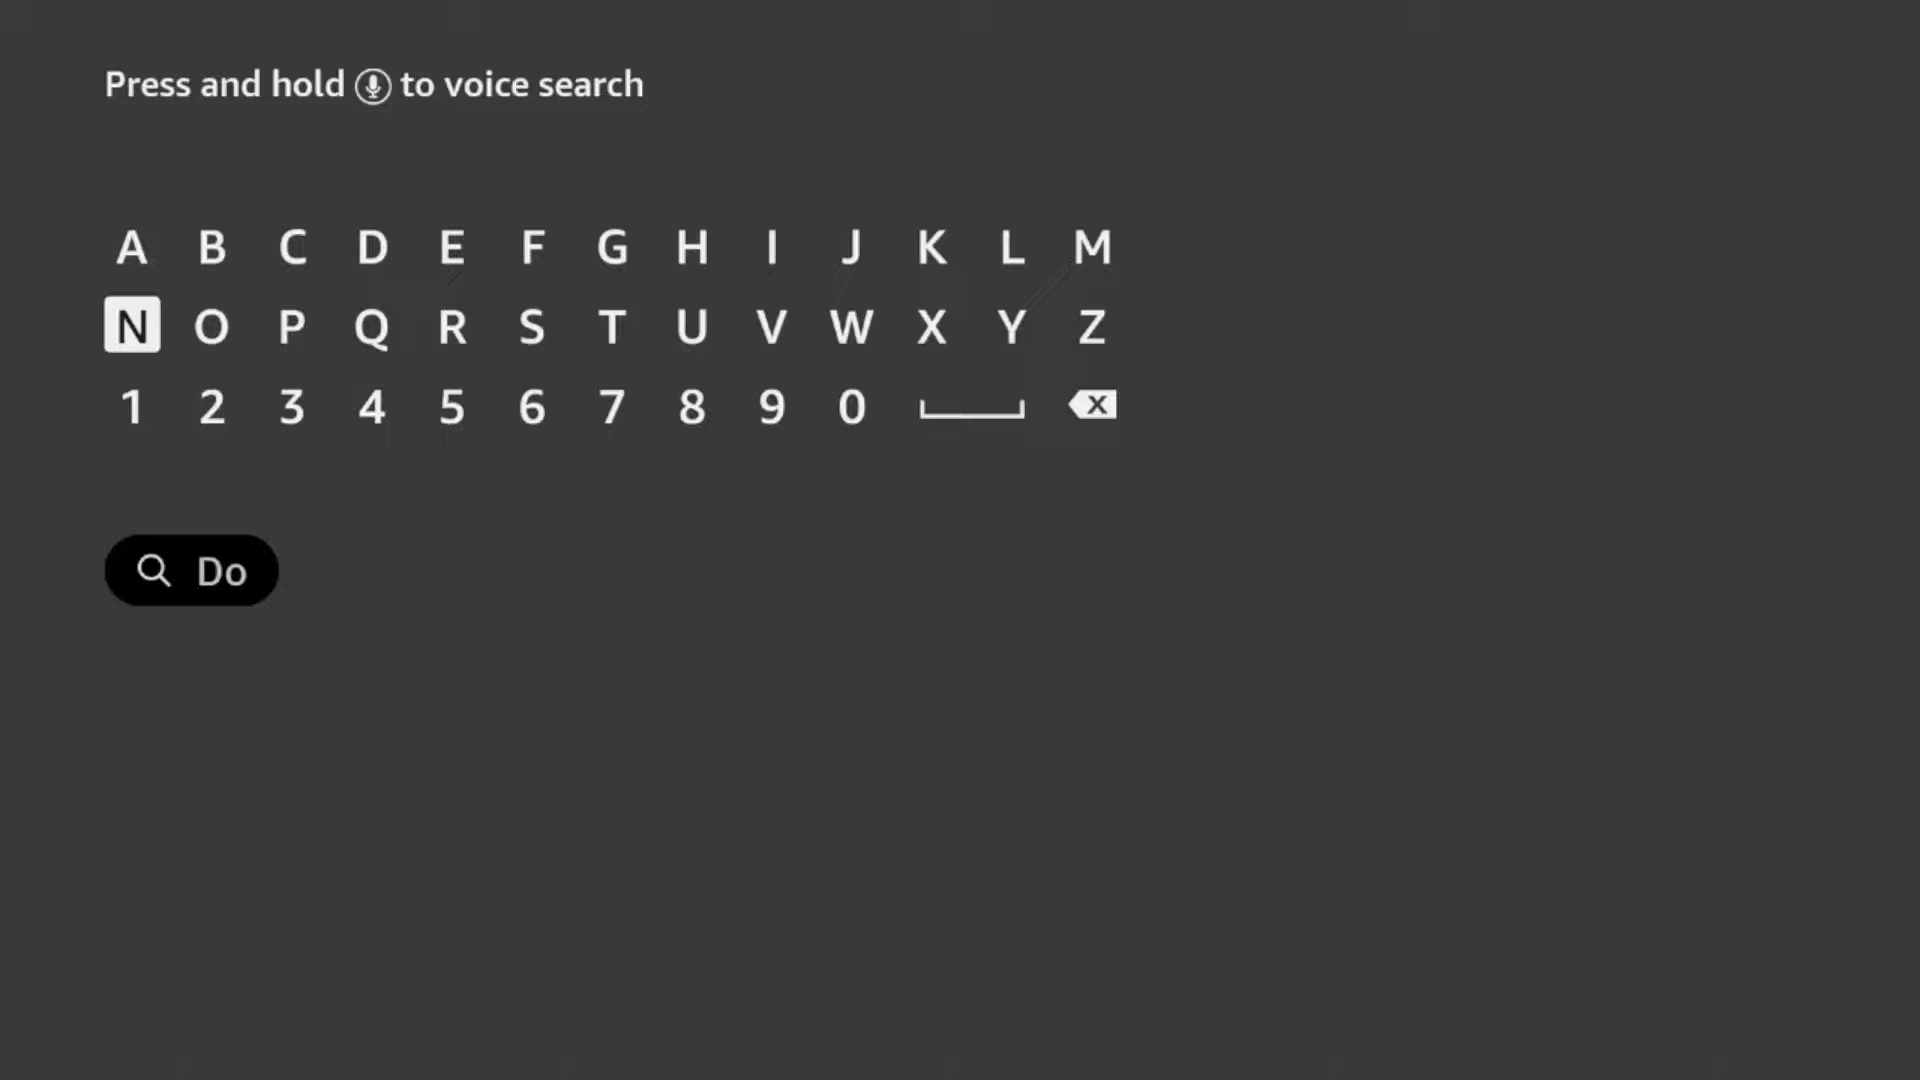 Press and hold to voice search
A B C D E F G H I J K L M
N O P Q R S T U V W X Y Z
1 2 3 4 5 6 7 8 9 0
Do